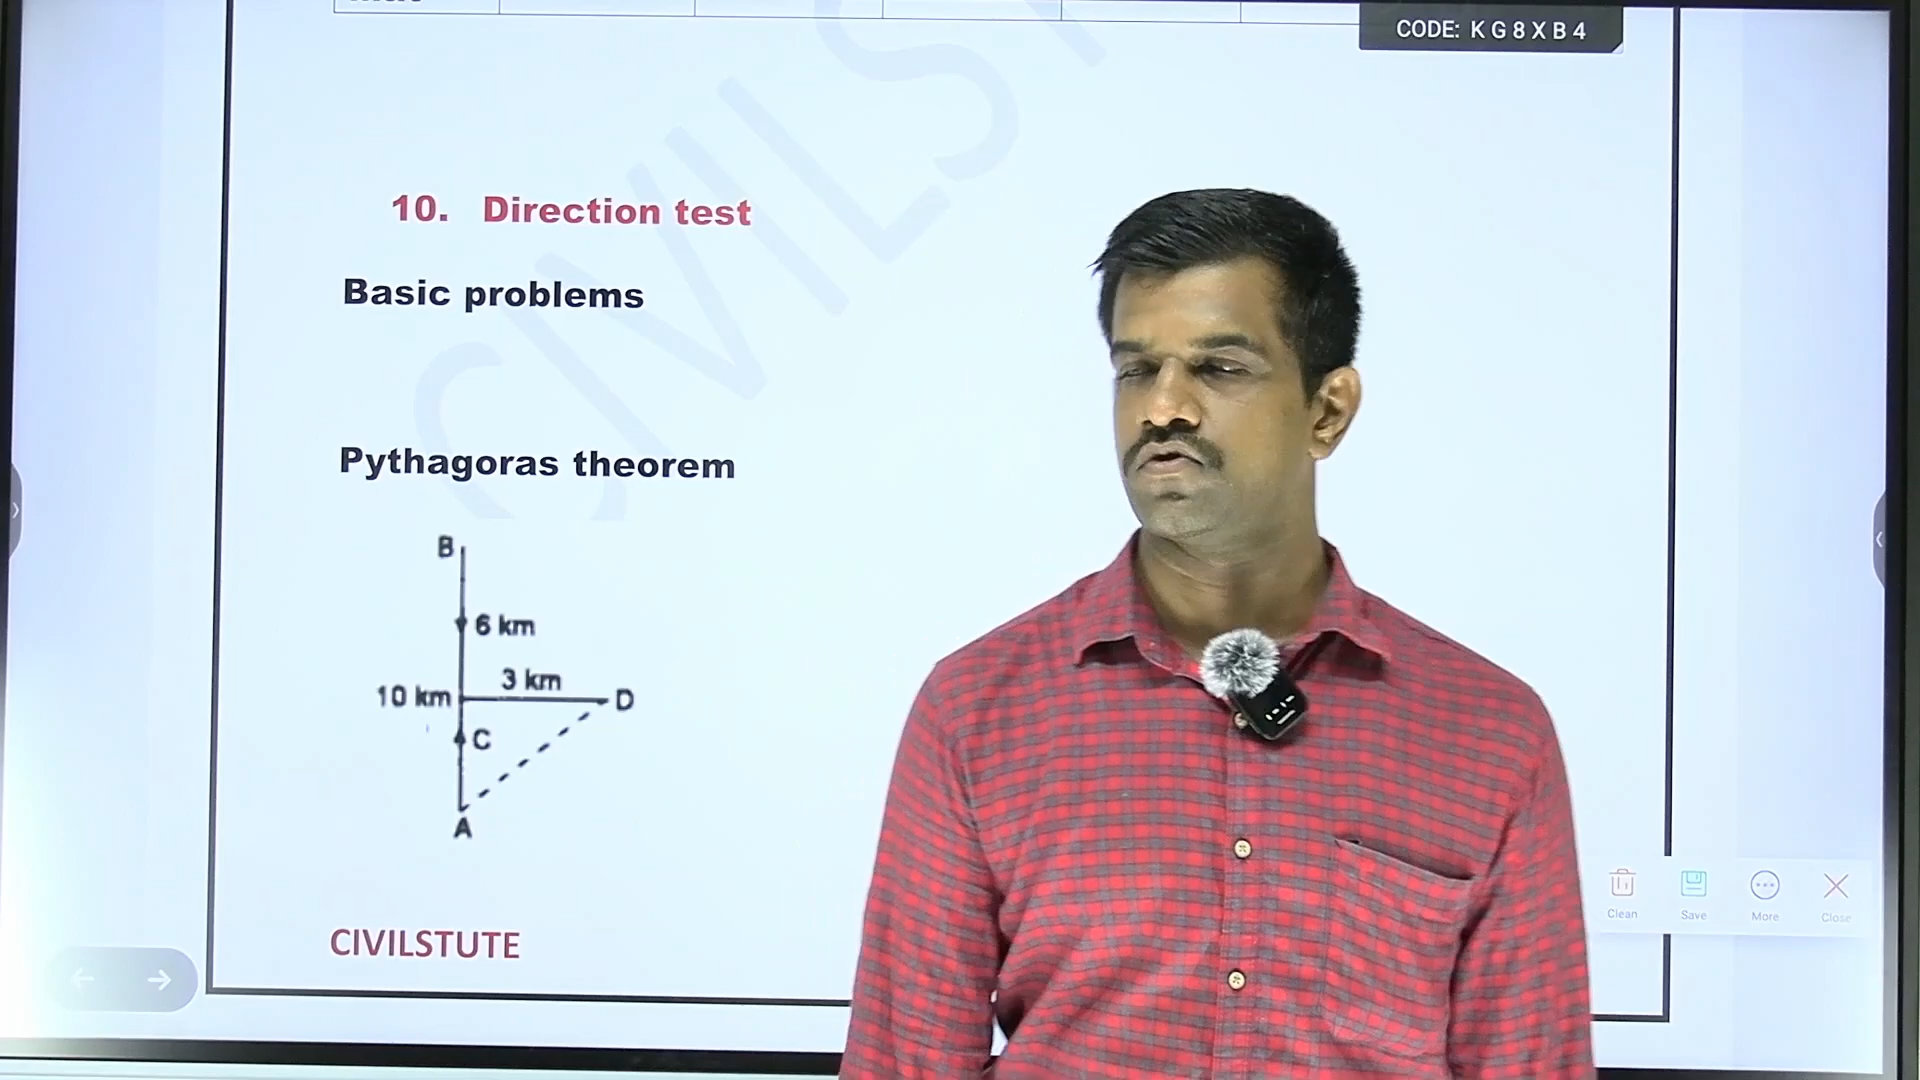 CODE: K G 8 X B 4
10. Direction test
Basic problems
Pythagoras theorem
B
6 km
3 km
10 km
D
C
A
CIVILSTUTE
CIVILST
Clean
Save
More
Close